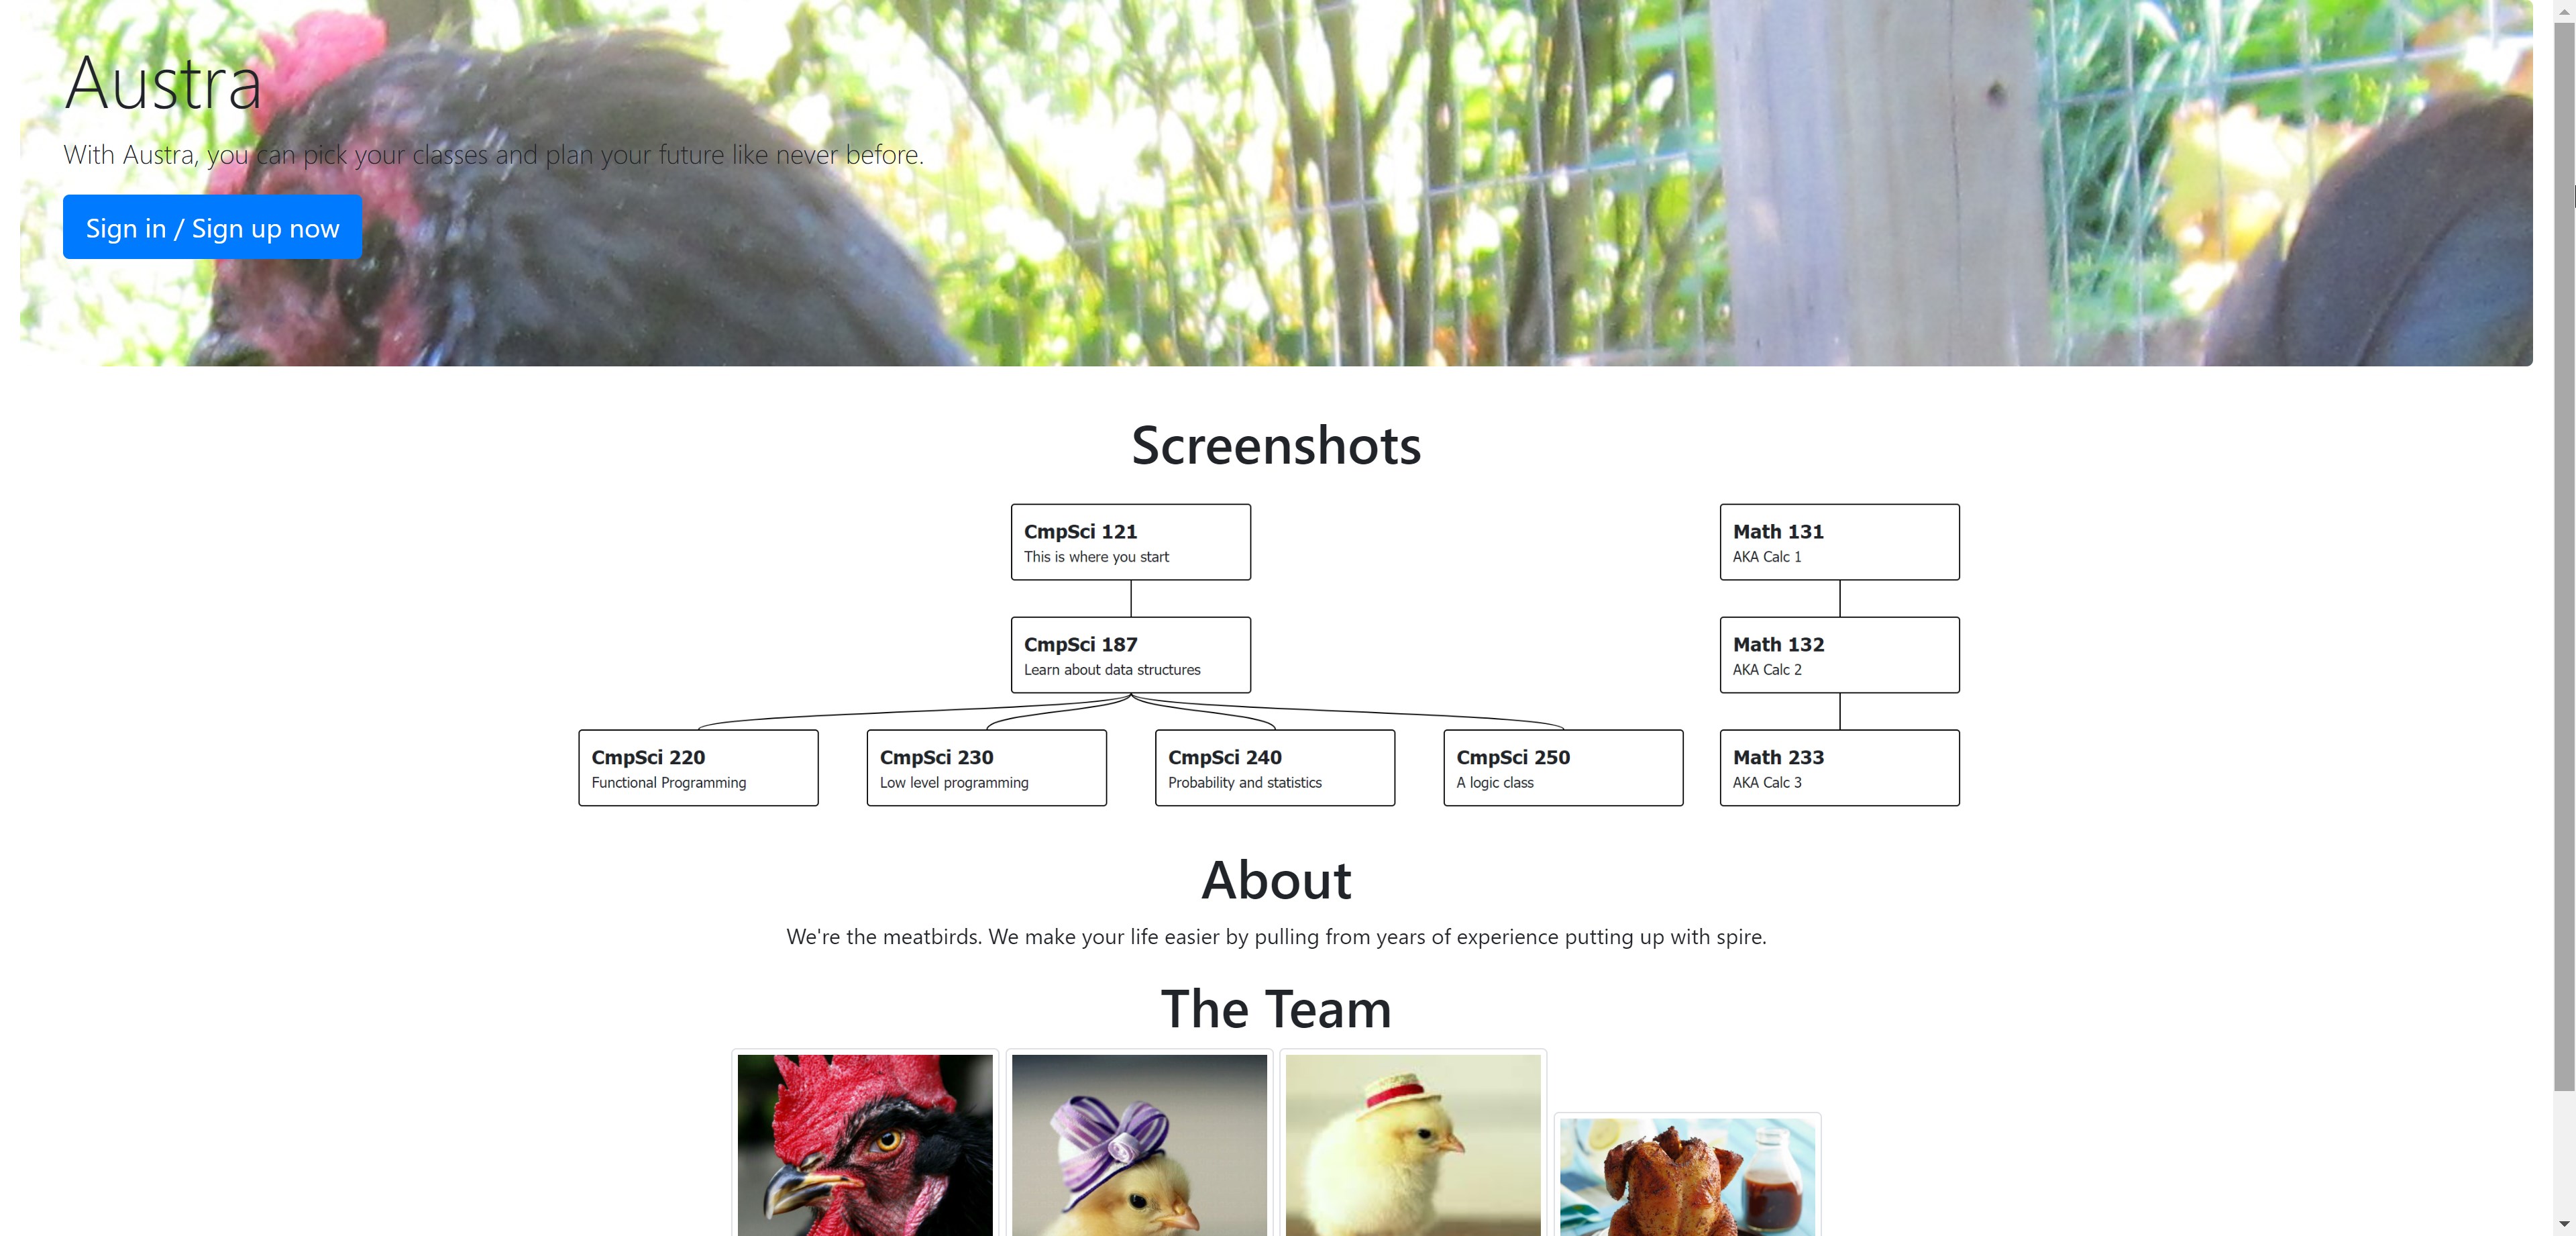 Austra
With Austra, you can pick your classes and plan your future like never before.
Sign in / Sign up now
Screenshots
CmpSci 121
This is where you start
Math 131
AKA Calc 1
CmpSci 187
Learn about data structures
Math 132
AKA Calc 2
CmpSci 220
Functional Programming
CmpSci 230
Low level programming
CmpSci 240
Probability and statistics
CmpSci 250
A logic class
Math 233
AKA Calc 3
About
We're the meatbirds. We make your life easier by pulling from years of experience putting up with spire.
The Team